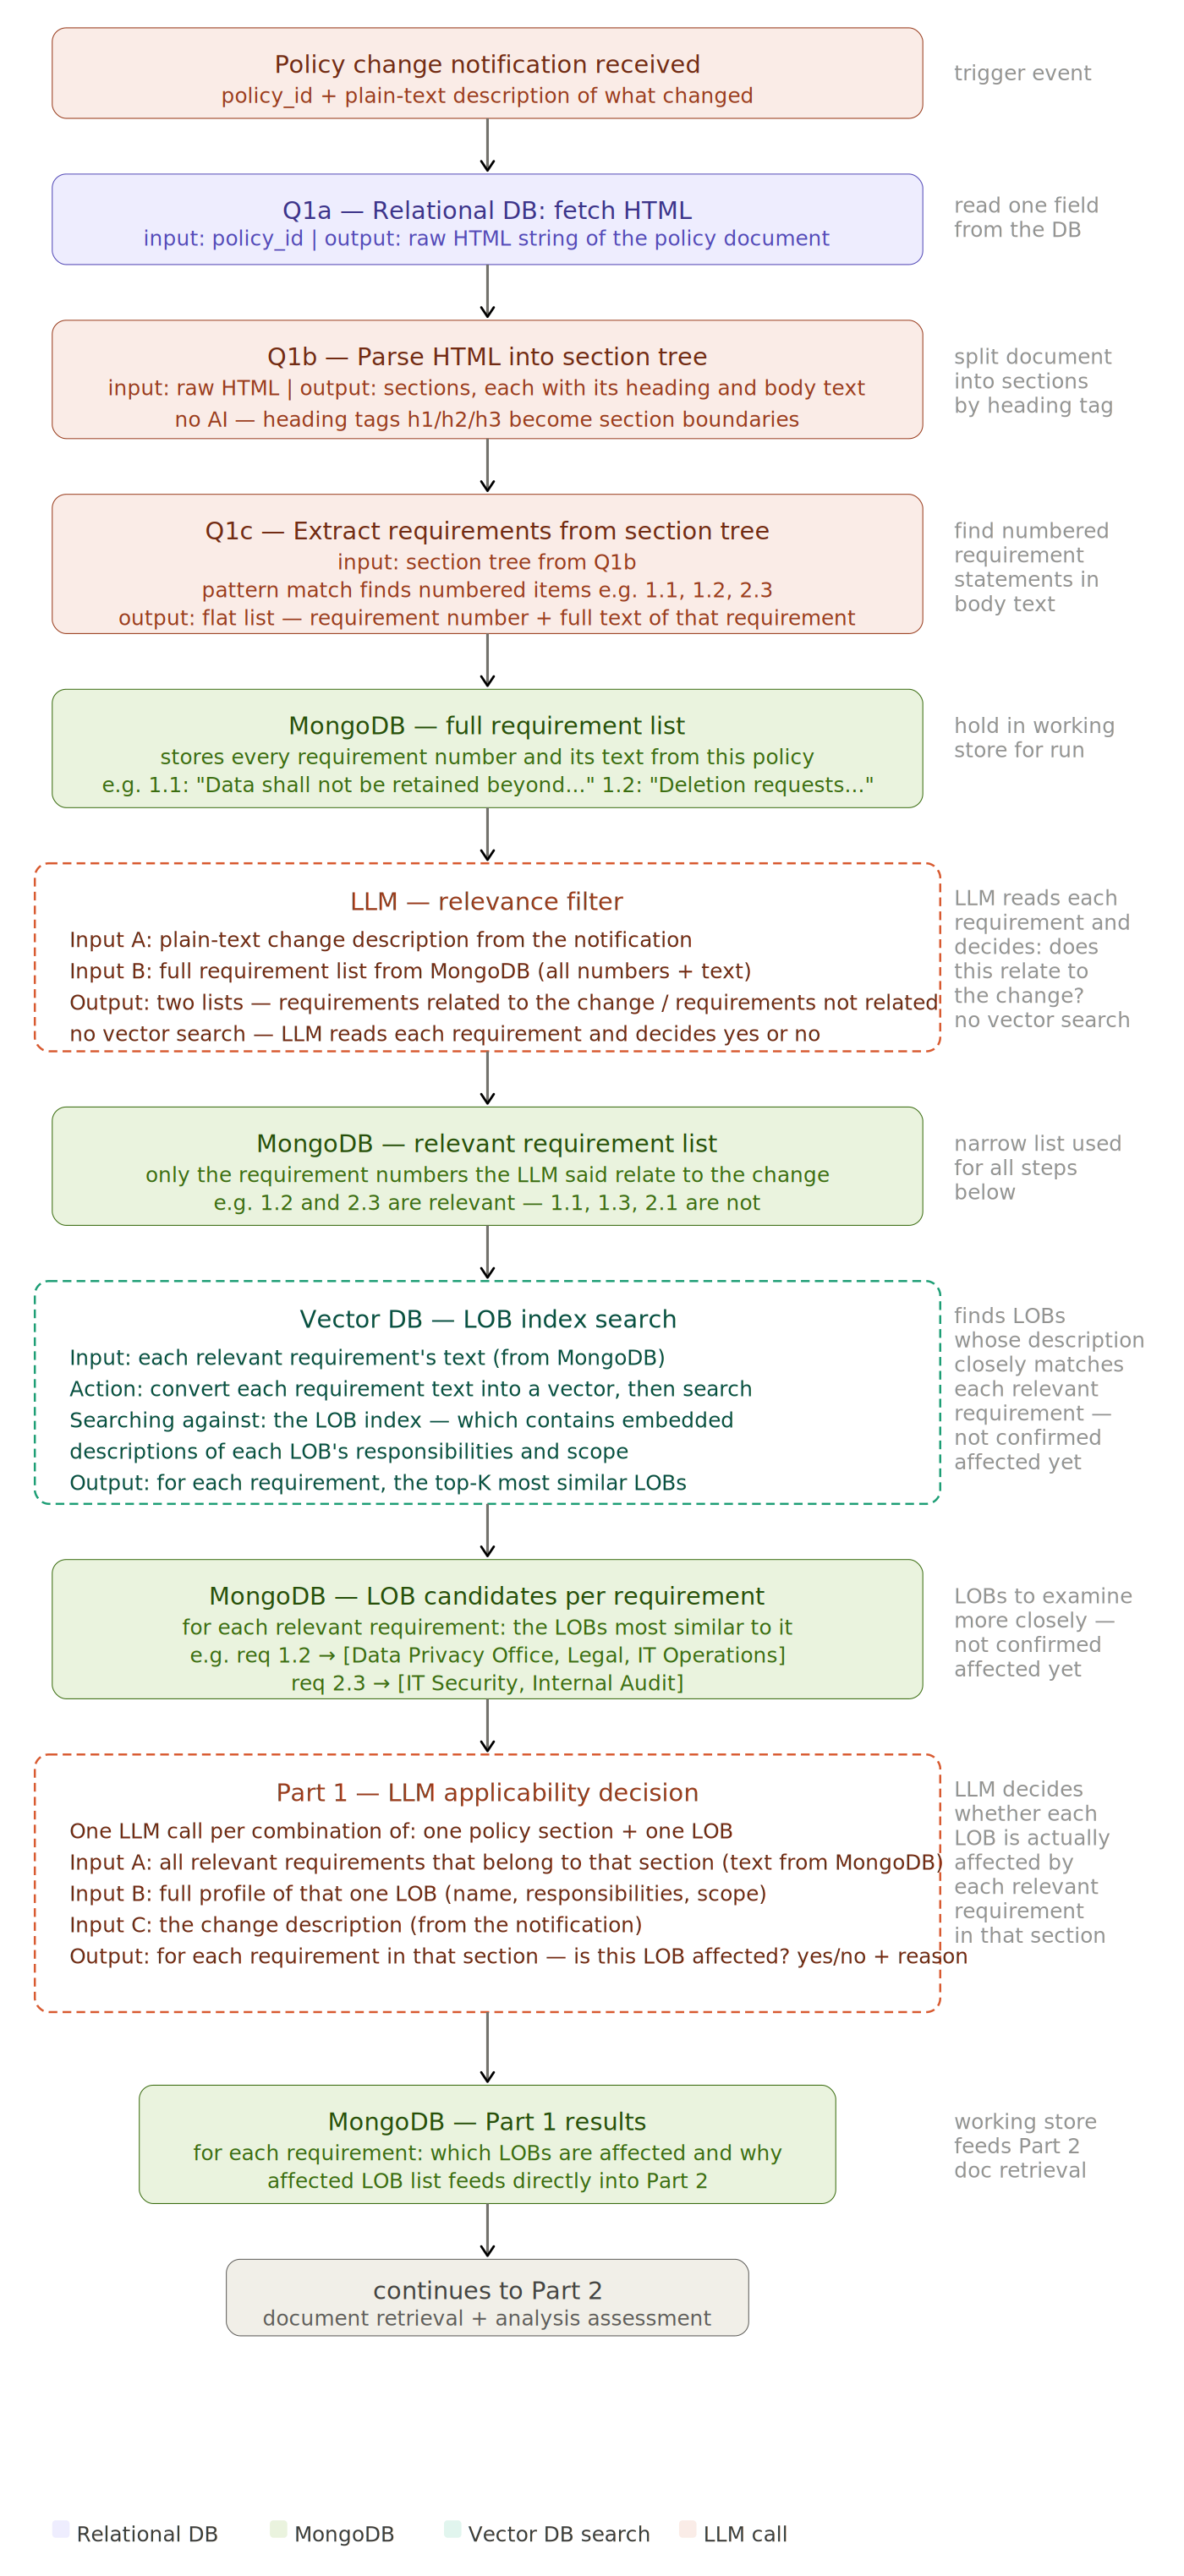 Policy change notification received
policy_id + plain-text description of what changed
trigger event
Q1a — Relational DB: fetch HTML
input: policy_id | output: raw HTML string of the policy document
read one field
from the DB
Q1b — Parse HTML into section tree
input: raw HTML | output: sections, each with its heading and body text
no AI — heading tags h1/h2/h3 become section boundaries
split document
into sections
by heading tag
Q1c — Extract requirements from section tree
input: section tree from Q1b
pattern match finds numbered items e.g. 1.1, 1.2, 2.3
output: flat list — requirement number + full text of that requirement
find numbered
requirement
statements in
body text
MongoDB — full requirement list
stores every requirement number and its text from this policy
e.g. 1.1: "Data shall not be retained beyond..." 1.2: "Deletion requests..."
hold in working
store for run
LLM — relevance filter
Input A: plain-text change description from the notification
Input B: full requirement list from MongoDB (all numbers + text)
Output: two lists — requirements related to the change / requirements not related
no vector search — LLM reads each requirement and decides yes or no
LLM reads each
requirement and
decides: does
this relate to
the change?
no vector search
MongoDB — relevant requirement list
only the requirement numbers the LLM said relate to the change
e.g. 1.2 and 2.3 are relevant — 1.1, 1.3, 2.1 are not
narrow list used
for all steps
below
Vector DB — LOB index search
Input: each relevant requirement's text (from MongoDB)
Action: convert each requirement text into a vector, then search
Searching against: the LOB index — which contains embedded
descriptions of each LOB's responsibilities and scope
Output: for each requirement, the top-K most similar LOBs
finds LOBs
whose description
closely matches
each relevant
requirement —
not confirmed
affected yet
MongoDB — LOB candidates per requirement
for each relevant requirement: the LOBs most similar to it
e.g. req 1.2 → [Data Privacy Office, Legal, IT Operations]
req 2.3 → [IT Security, Internal Audit]
LOBs to examine
more closely —
not confirmed
affected yet
Part 1 — LLM applicability decision
One LLM call per combination of: one policy section + one LOB
Input A: all relevant requirements that belong to that section (text from MongoDB)
Input B: full profile of that one LOB (name, responsibilities, scope)
Input C: the change description (from the notification)
Output: for each requirement in that section — is this LOB affected? yes/no + reason
LLM decides
whether each
LOB is actually
affected by
each relevant
requirement
in that section
MongoDB — Part 1 results
for each requirement: which LOBs are affected and why
affected LOB list feeds directly into Part 2
working store
feeds Part 2
doc retrieval
continues to Part 2
document retrieval + analysis assessment
Relational DB
MongoDB
Vector DB search
LLM call